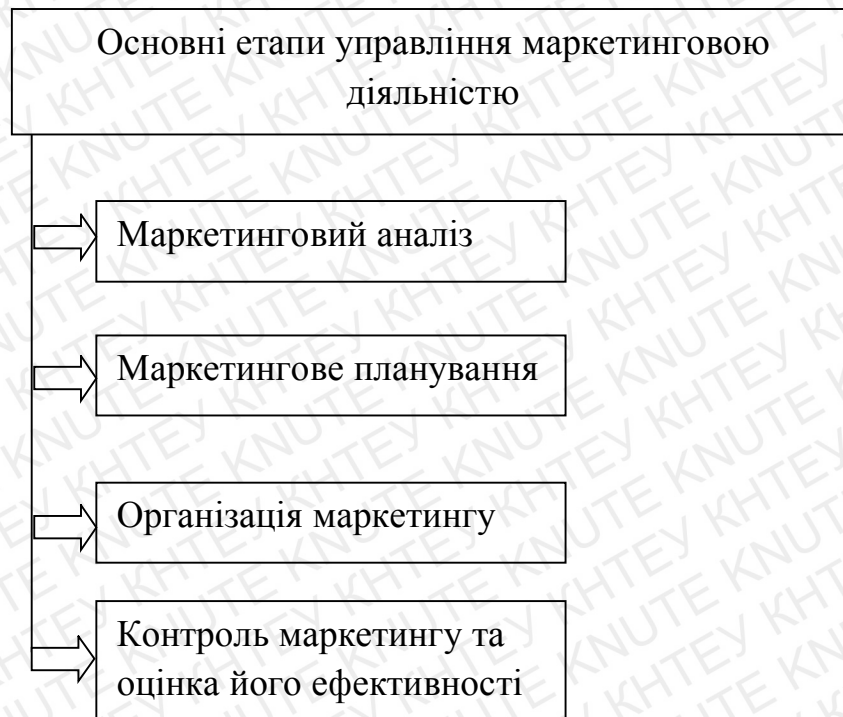 Основні етапи управління маркетинговою
діяльністю
Маркетинговий аналіз
Маркетингове планування
Організація маркетингу
Контроль маркетингу та
оцінка його ефективності